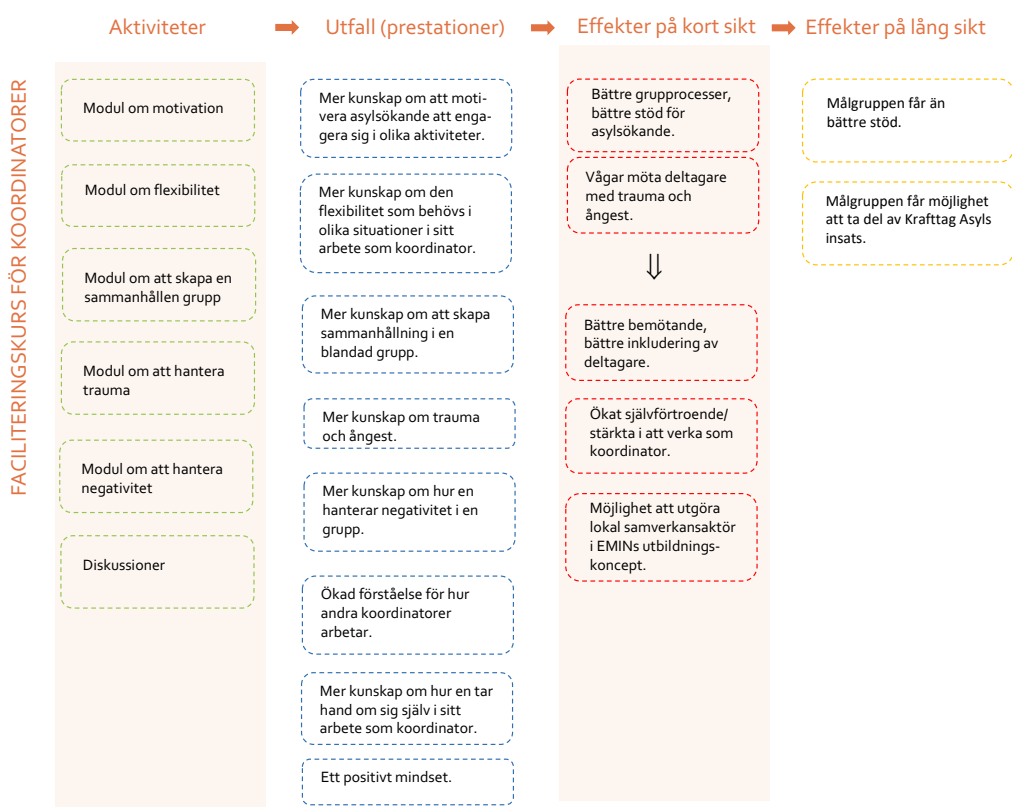 Aktiviteter
Utfall (prestationer)
Effekter på kort sikt
Effekter på lång sikt
FACILITERINGSKURS FÖR KOORDINATORER
Modul om motivation
Modul om flexibilitet
Modul om att skapa en
sammanhållen grupp
Modul om att hantera
trauma
Modul om att hantera
negativitet
Diskussioner
Mer kunskap om att moti-
vera asylsökande att enga-
gera sig i olika aktiviteter.
Mer kunskap om den
flexibilitet som behövs i
olika situationer i sitt
arbete som koordinator.
Mer kunskap om att skapa
sammanhållning i en
blandad grupp.
Mer kunskap om trauma
och ångest.
Mer kunskap om hur en
hanterar negativitet i en
grupp.
Ökad förståelse för hur
andra koordinatorer
arbetar.
Mer kunskap om hur en tar
hand om sig själv i sitt
arbete som koordinator.
Ett positivt mindset.
Bättre grupprocesser,
bättre stöd för
asylsökande.
Vågar möta deltagare
med trauma och
ångest.
Bättre bemötande,
bättre inkludering av
deltagare.
Ökat självförtroende/
stärkta i att verka som
koordinator.
Möjlighet att utgöra
lokal samverkansaktör
i EMINs utbildnings-
koncept.
Målgruppen får än
bättre stöd.
Målgruppen får möjlighet
att ta del av Krafttag Asyls
insats.